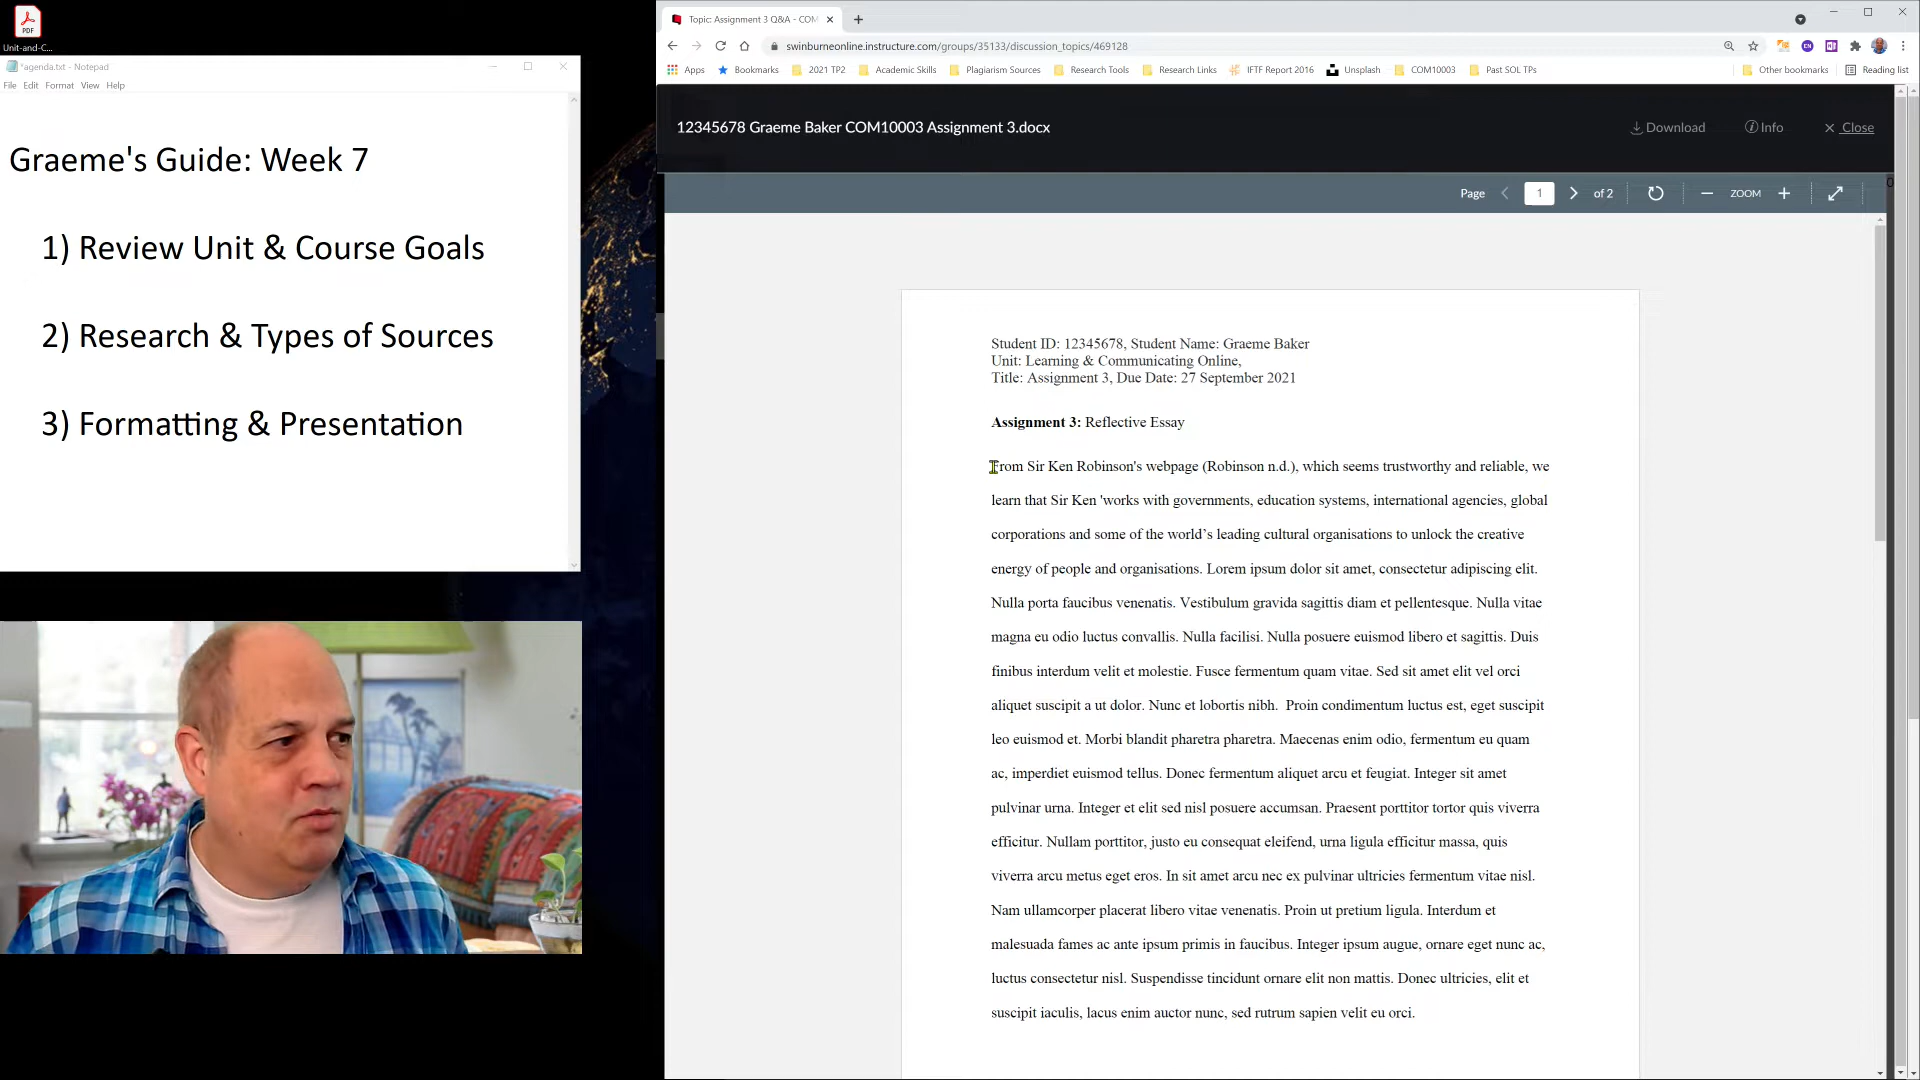 PDF
Unit-and-C...
*agenda.txt - Notepad
File Edit Format View Help
Graeme's Guide: Week 7
1) Review Unit & Course Goals
2) Research & Types of Sources
3) Formatting & Presentation
Topic: Assignment 3 Q&A - COM
swinburneonline.instructure.com/groups/35133/discussion_topics/469128
Apps Bookmarks 2021 TP2 Academic Skills Plagiarism Sources Research Tools Research Links IFTF Report 2016 Unsplash COM10003 Past SOL TPs Other bookmarks Reading list
12345678 Graeme Baker COM10003 Assignment 3.docx
Download Info Close
Page 1 of 2 ZOOM
Student ID: 12345678, Student Name: Graeme Baker
Unit: Learning & Communicating Online,
Title: Assignment 3, Due Date: 27 September 2021
Assignment 3: Reflective Essay
From Sir Ken Robinson's webpage (Robinson n.d.), which seems trustworthy and reliable, we
learn that Sir Ken 'works with governments, education systems, international agencies, global
corporations and some of the world’s leading cultural organisations to unlock the creative
energy of people and organisations. Lorem ipsum dolor sit amet, consectetur adipiscing elit.
Nulla porta faucibus venenatis. Vestibulum gravida sagittis diam et pellentesque. Nulla vitae
magna eu odio luctus convallis. Nulla facilisi. Nulla posuere euismod libero et sagittis. Duis
finibus interdum velit et molestie. Fusce fermentum quam vitae. Sed sit amet elit vel orci
aliquet suscipit a ut dolor. Nunc et lobortis nibh.  Proin condimentum luctus est, eget suscipit
leo euismod et. Morbi blandit pharetra pharetra. Maecenas enim odio, fermentum eu quam
ac, imperdiet euismod tellus. Donec fermentum aliquet arcu et feugiat. Integer sit amet
pulvinar urna. Integer et elit sed nisl posuere accumsan. Praesent porttitor tortor quis viverra
efficitur. Nullam porttitor, justo eu consequat eleifend, urna ligula efficitur massa, quis
viverra arcu metus eget eros. In sit amet arcu nec ex pulvinar ultricies fermentum vitae nisl.
Nam ullamcorper placerat libero vitae venenatis. Proin ut pretium ligula. Interdum et
malesuada fames ac ante ipsum primis in faucibus. Integer ipsum augue, ornare eget nunc ac,
luctus consectetur nisl. Suspendisse tincidunt ornare elit non mattis. Donec ultricies, elit et
suscipit iaculis, lacus enim auctor nunc, sed rutrum sapien velit eu orci.